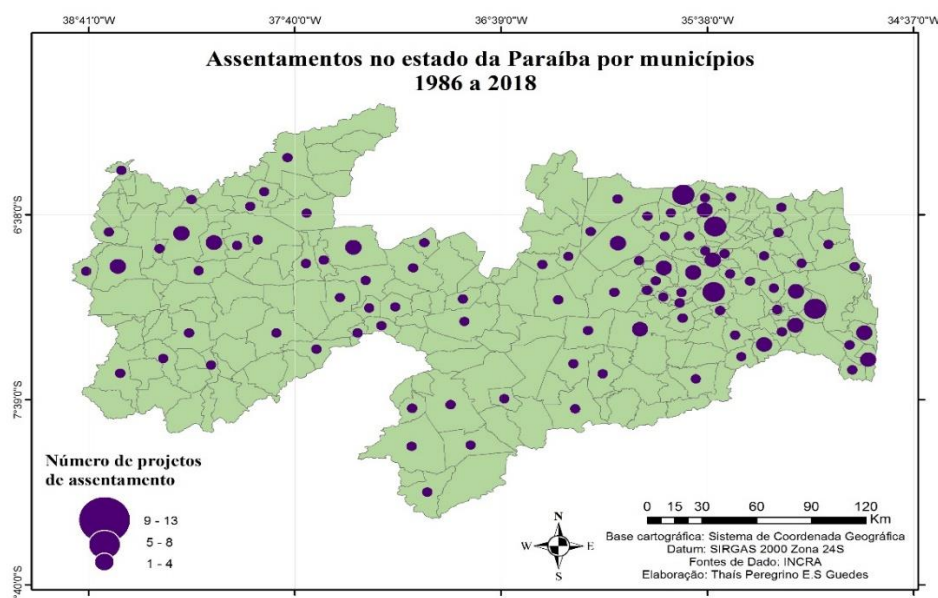 38°41'0"W 37°40'0"W 36°39'0"W 35°38'0"W 34°37'0"W
Assentamentos no estado da Paraíba por municípios
1986 a 2018
6°38'0"S
7°39'0"S
Número de projetos
de assentamento
9 - 13
5 - 8
1 - 4
N
W E
S
0 15 30 60 90 120
Km
Base cartográfica: Sistema de Coordenada Geográfica
Datum: SIRGAS 2000 Zona 24S
Fontes de Dado: INCRA
Elaboração: Thaís Peregrino E.S Guedes